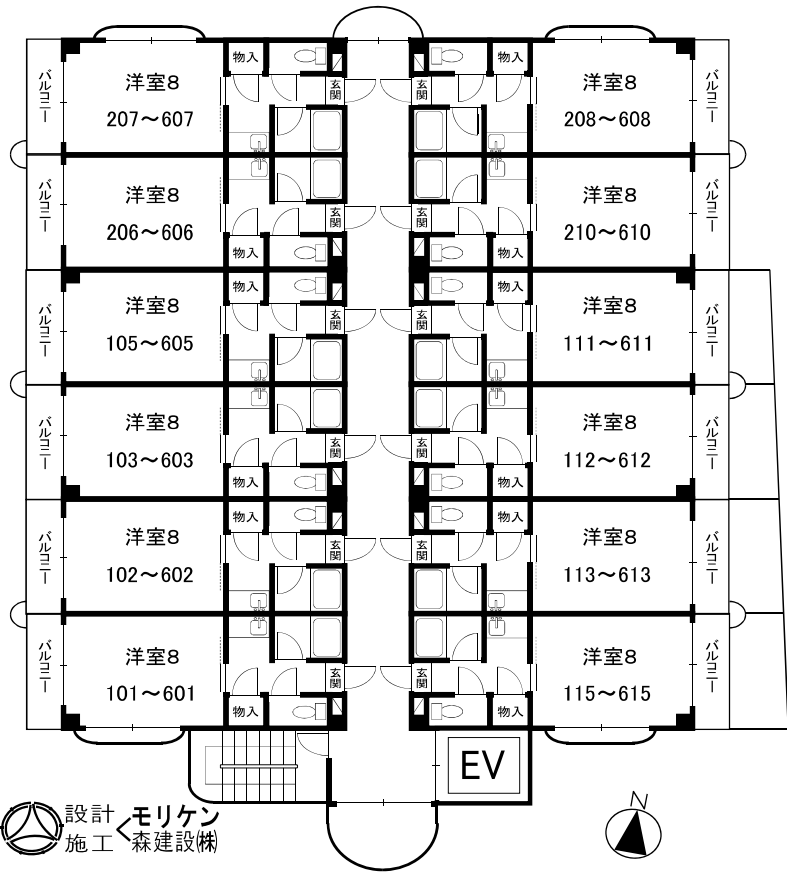 バルコニー 洋室8 物入 玄関 玄関 物入 洋室8 バルコニー
207～607 208～608
バルコニー 洋室8 玄関 玄関 洋室8 バルコニー
206～606 物入 物入 210～610
バルコニー 洋室8 物入 玄関 玄関 物入 洋室8 バルコニー
105～605 111～611
バルコニー 洋室8 玄関 玄関 洋室8 バルコニー
103～603 物入 物入 112～612
バルコニー 洋室8 物入 玄関 玄関 物入 洋室8 バルコニー
102～602 113～613
バルコニー 洋室8 玄関 玄関 洋室8 バルコニー
101～601 物入 物入 115～615
EV
設計 モリケン
施工 森建設㈱
N